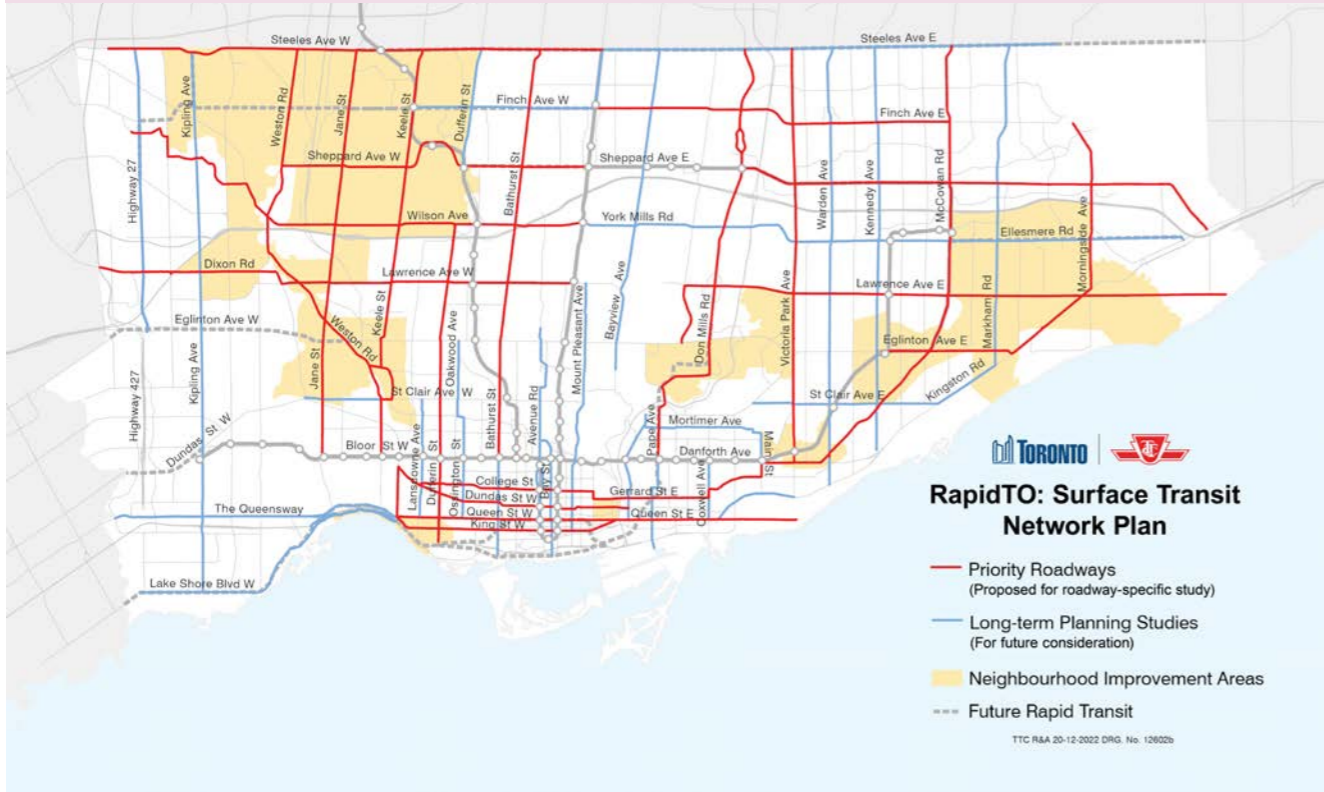 Steeles Ave W
Steeles Ave E
Kipling Ave
Weston Rd
Jane St
Keele St
Dufferin St
Finch Ave W
Finch Ave E
Highway 27
Sheppard Ave W
Sheppard Ave E
Bathurst St
Warden Ave
Kennedy Ave
McCowan Rd
Wilson Ave
York Mills Rd
Ellesmere Rd
Morningside Ave
Dixon Rd
Lawrence Ave W
Bayview Ave
Lawrence Ave E
Markham Rd
Eglinton Ave W
Weston Rd
Keele St
Oakwood Ave
Mount Pleasant Ave
Don Mills Rd
Victoria Park Ave
Eglinton Ave E
Highway 427
Kipling Ave
Jane St
St Clair Ave W
Bathurst St
Avenue Rd
St Clair Ave E
Kingston Rd
Dundas St W
Bloor St W
Lansdowne Ave
Dufferin St
Ossington St
Pape Ave
Mortimer Ave
Danforth Ave
Main St
College St
Bay St
Dundas St W
Gerrard St E
Coxwell Ave
The Queensway
Queen St W
Queen St E
King St W
Lake Shore Blvd W
TORONTO
TTC
RapidTO: Surface Transit
Network Plan
Priority Roadways
(Proposed for roadway-specific study)
Long-term Planning Studies
(For future consideration)
Neighbourhood Improvement Areas
Future Rapid Transit
TTC R&A 20-12-2022 DRG. No. 12602b